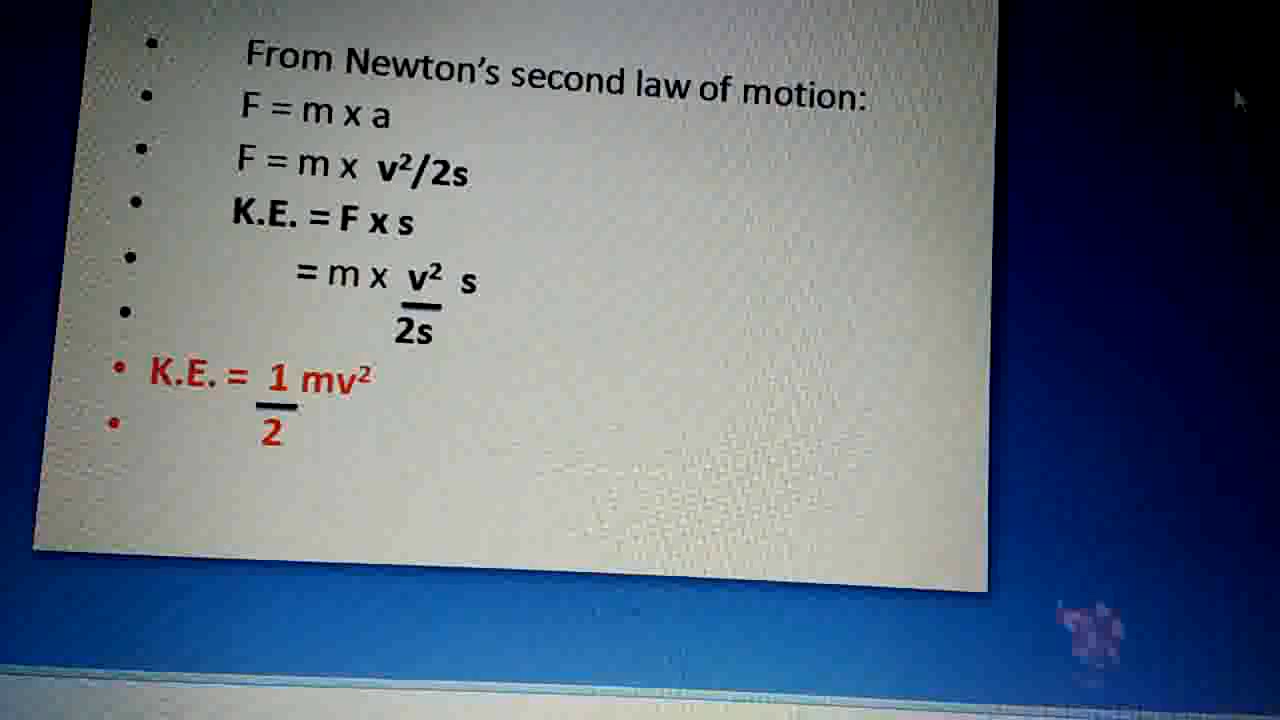 • From Newton’s second law of motion:
• F = m x a
• F = m x v²/2s
• K.E. = F x s
• = m x v² s
• 2s
• K.E. = 1 mv²
• 2